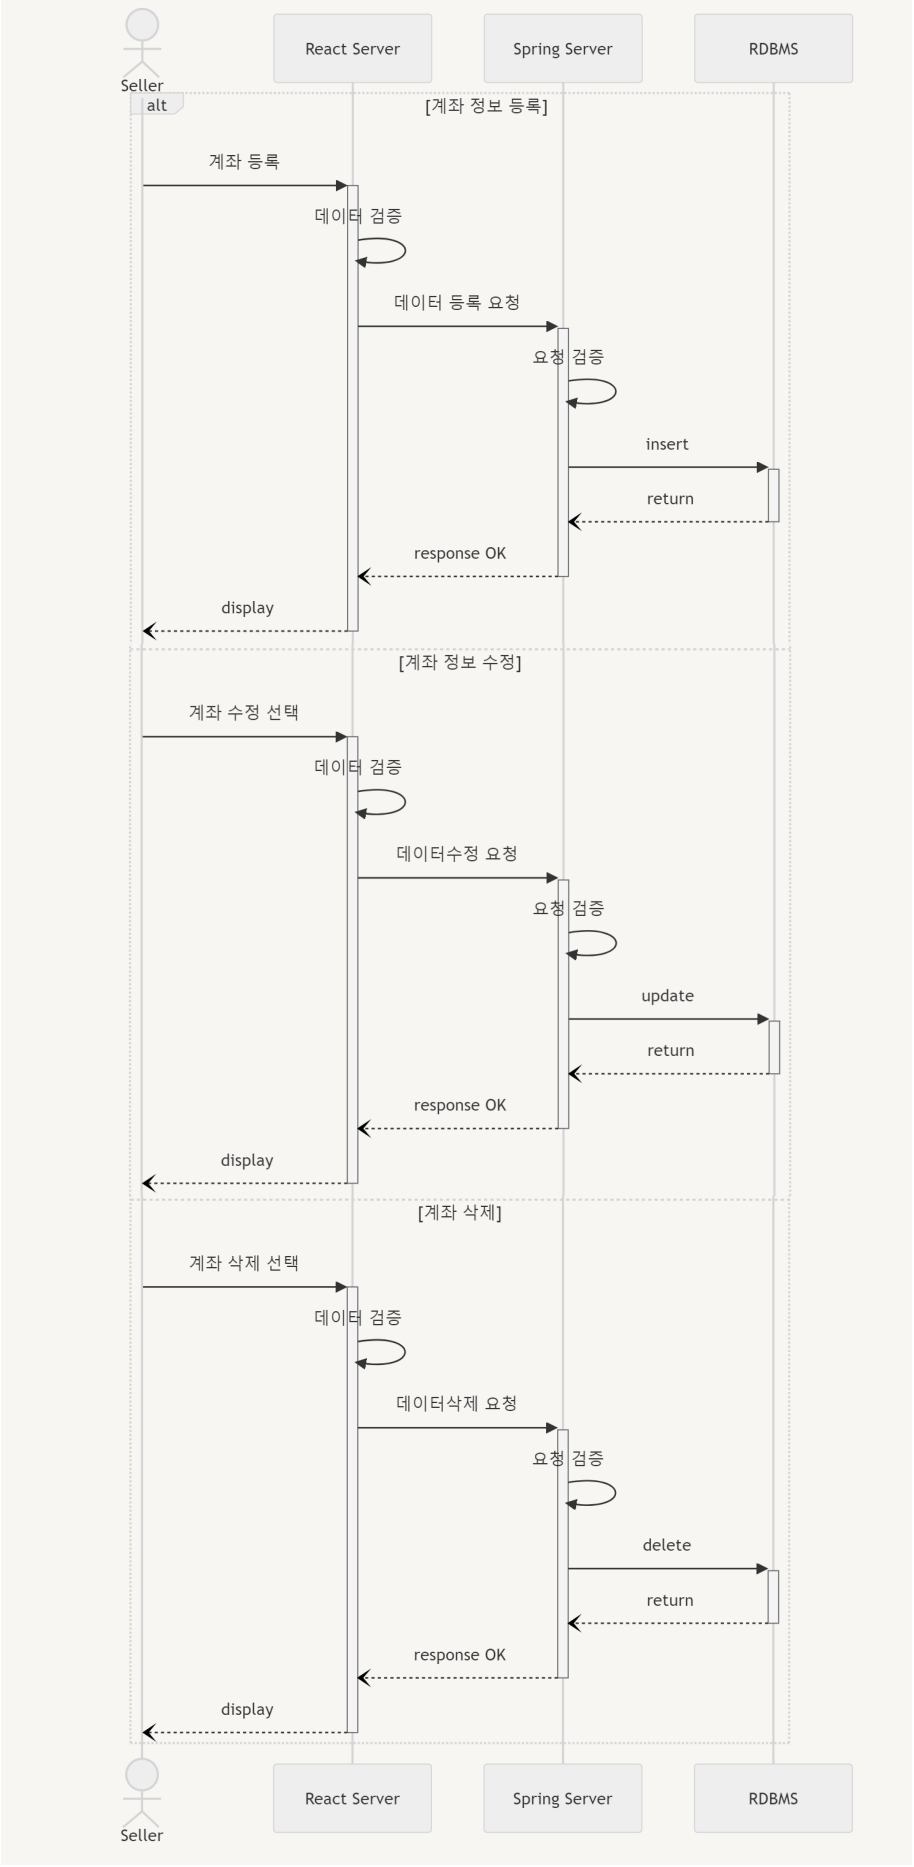 React Server
Spring Server
RDBMS
Seller
alt
[계좌 정보 등록]
계좌 등록
데이터 검증
데이터 등록 요청
요청 검증
insert
return
response OK
display
[계좌 정보 수정]
계좌 수정 선택
데이터 검증
데이터수정 요청
요청 검증
update
return
response OK
display
[계좌 삭제]
계좌 삭제 선택
데이터 검증
데이터삭제 요청
요청 검증
delete
return
response OK
display
React Server
Spring Server
RDBMS
Seller